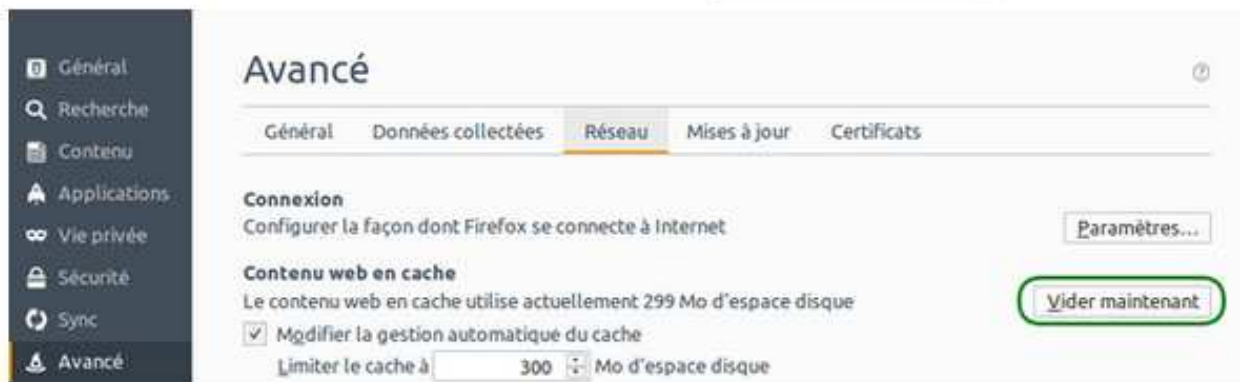 Général
Recherche
Contenu
Applications
Vie privée
Sécurité
Sync
Avancé
Avancé
Général Données collectées Réseau Mises à jour Certificats
Connexion
Configurer la façon dont Firefox se connecte à Internet
Paramètres...
Contenu web en cache
Le contenu web en cache utilise actuellement 299 Mo d'espace disque
Vider maintenant
Modifier la gestion automatique du cache
Limiter le cache à 300 Mo d'espace disque